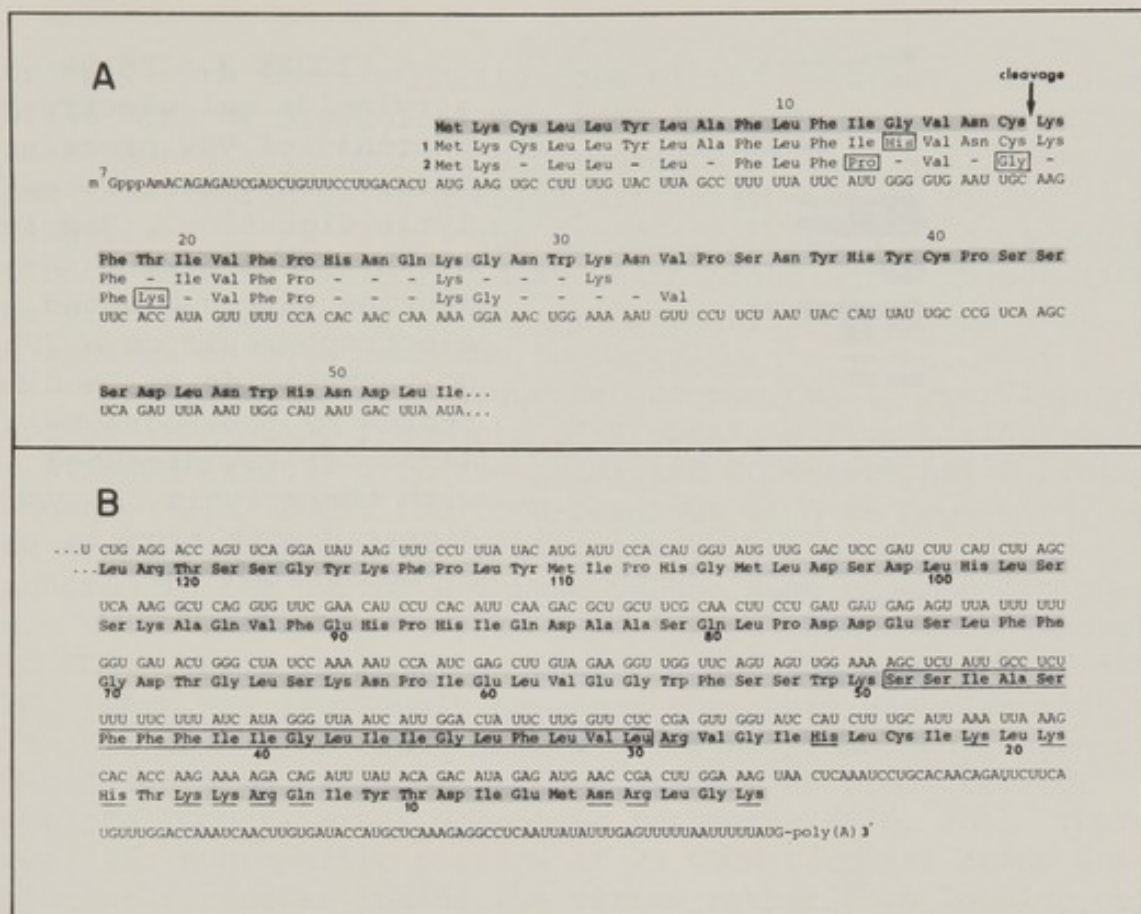 A
cleavage
10
Met Lys Cys Leu Leu Tyr Leu Ala Phe Leu Phe Ile Gly Val Asn Cys Lys
1 Met Lys Cys Leu Leu Tyr Leu Ala Phe Leu Phe Ile His Val Asn Cys Lys
2 Met Lys - Leu Leu - Leu - Phe Leu Phe Pro - Val - Gly -
m7GpppAmACAGAGAUCGAUCUGUUUCCUUGACACU AUG AAG UGC CUU UUG UAC UUA GCC UUU UUA UUC AUU GGG GUG AAU UGC AAG
20 30 40
Phe Thr Ile Val Phe Pro His Asn Gln Lys Gly Asn Trp Lys Asn Val Pro Ser Asn Tyr His Tyr Cys Pro Ser Ser
Phe - Ile Val Phe Pro - - - Lys - - - Lys
Phe Lys - Val Phe Pro - - - Lys Gly - - - - Val
UUC ACC AUA GUU UUU CCA CAC AAC CAA AAA GGA AAC UGG AAA AAU GUU CCU UCU AAU UAC CAU UAU UGC CCG UCA AGC
50
Ser Asp Leu Asn Trp His Asn Asp Leu Ile...
UCA GAU UUA AAU UGG CAU AAU GAC UUA AUA...
B
...U CUG AGG ACC AGU UCA GGA UAU AAG UUU CCU UUA UAC AUG AUU CCA CAU GGU AUG UUG GAC UCC GAU CUU CAU CUU AGC
...Leu Arg Thr Ser Ser Gly Tyr Lys Phe Pro Leu Tyr Met Ile Pro His Gly Met Leu Asp Ser Asp Leu His Leu Ser
120 110 100
UCA AAG GCU CAG GUG UUC GAA CAU CCU CAC AUU CAA GAC GCU GCU UCG CAA CUU CCU GAU GAU GAG AGU UUA UUU UUU
Ser Lys Ala Gln Val Phe Glu His Pro His Ile Gln Asp Ala Ala Ser Gln Leu Pro Asp Asp Glu Ser Leu Phe Phe
90 80
GGU GAU ACU GGG CUA UCC AAA AAU CCA AUC GAG CUU GUA GAA GGU UGG UUC AGU AGU UGG AAA AGC UCU AUU GCC UCU
Gly Asp Thr Gly Leu Ser Lys Asn Pro Ile Glu Leu Val Glu Gly Trp Phe Ser Ser Trp Lys Ser Ser Ile Ala Ser
70 60 50
UUU UUC UUU AUC AUA GGG UUA AUC AUU GGA CUA UUC UUG GUU CUC CGA GUU GGU AUC CAU CUU UGC AUU AAA UUA AAG
Phe Phe Phe Ile Ile Gly Leu Ile Ile Gly Leu Phe Leu Val Leu Arg Val Gly Ile His Leu Cys Ile Lys Leu Lys
40 30 20
CAC ACC AAG AAA AGA CAG AUU UAU ACA GAC AUA GAG AUG AAC CGA CUU GGA AAG UAA CUCAAAUCCUGCACAACAGAUUCUUCA
His Thr Lys Lys Arg Gln Ile Tyr Thr Asp Ile Glu Met Asn Arg Leu Gly Lys
10
UGUUUGGACCAAAUCAACUUGUGAUACCAUGCUCAAAGAGGCCUCAAUUAUAUUUGAGUUUUUAAUUUUUAUG-poly(A) 3´